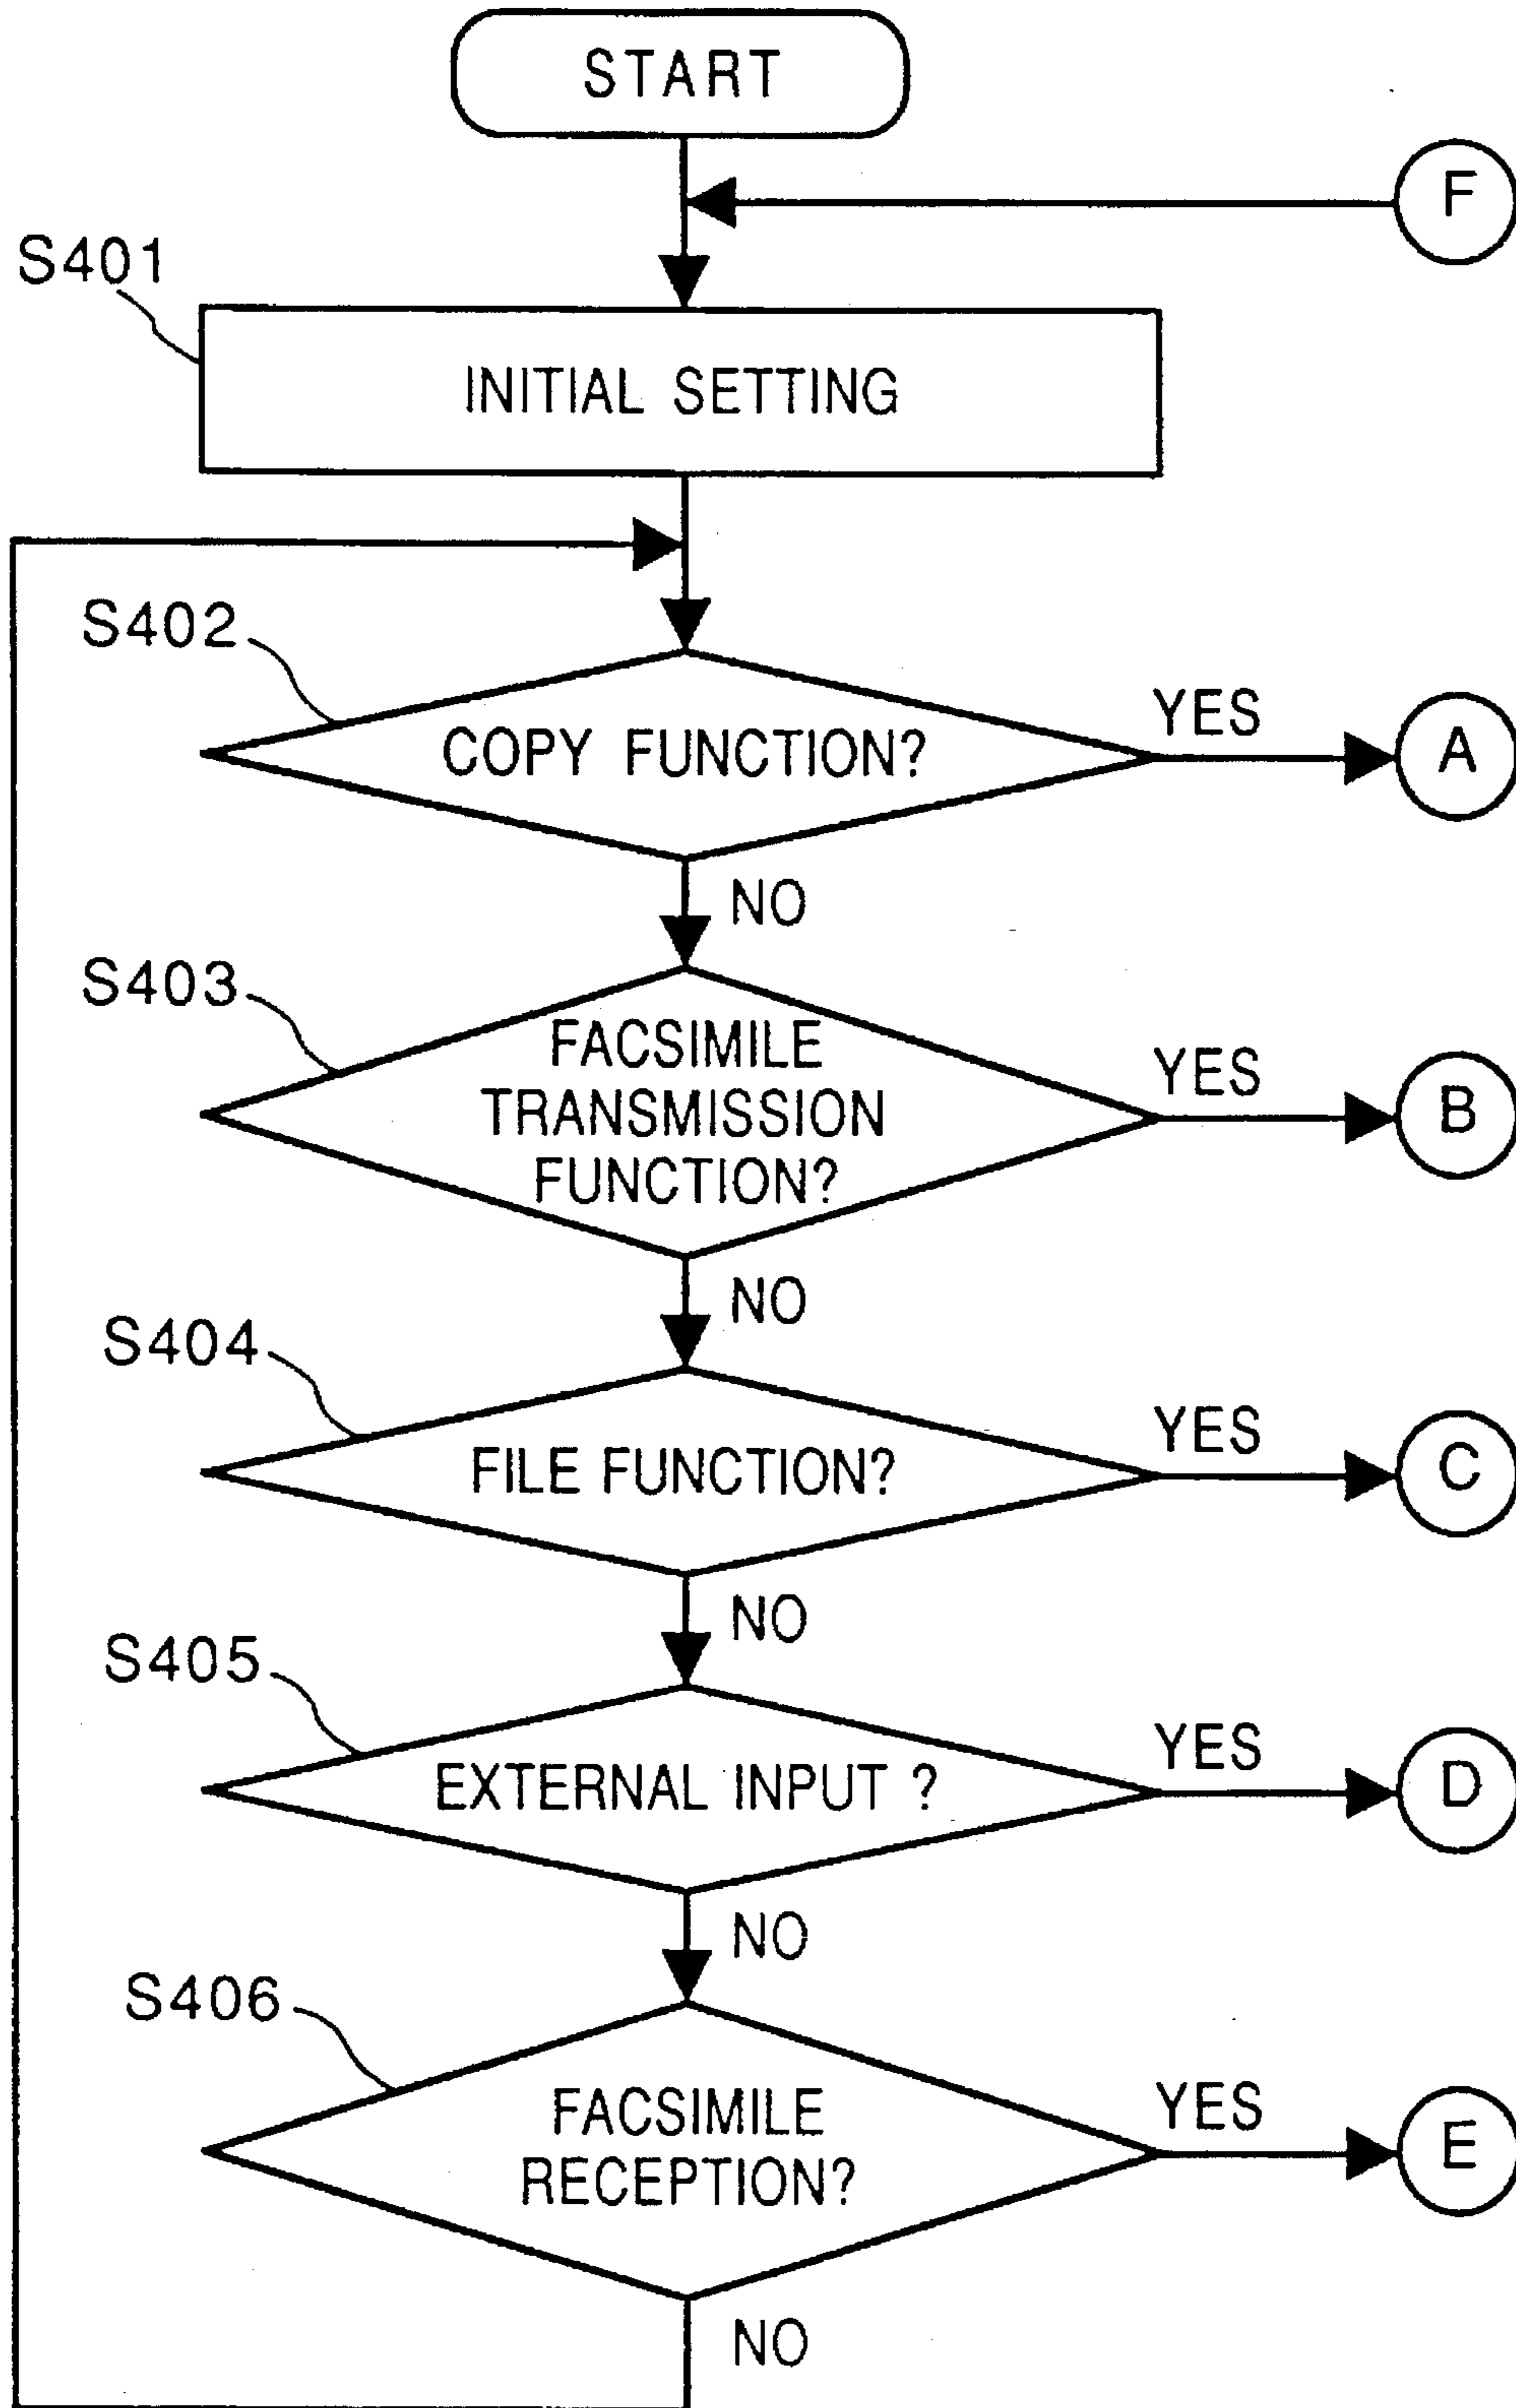 START
F
S401
INITIAL SETTING
S402
COPY FUNCTION?
YES
A
NO
S403
FACSIMILE
TRANSMISSION
FUNCTION?
YES
B
NO
S404
FILE FUNCTION?
YES
C
NO
S405
EXTERNAL INPUT ?
YES
D
NO
S406
FACSIMILE
RECEPTION?
YES
E
NO